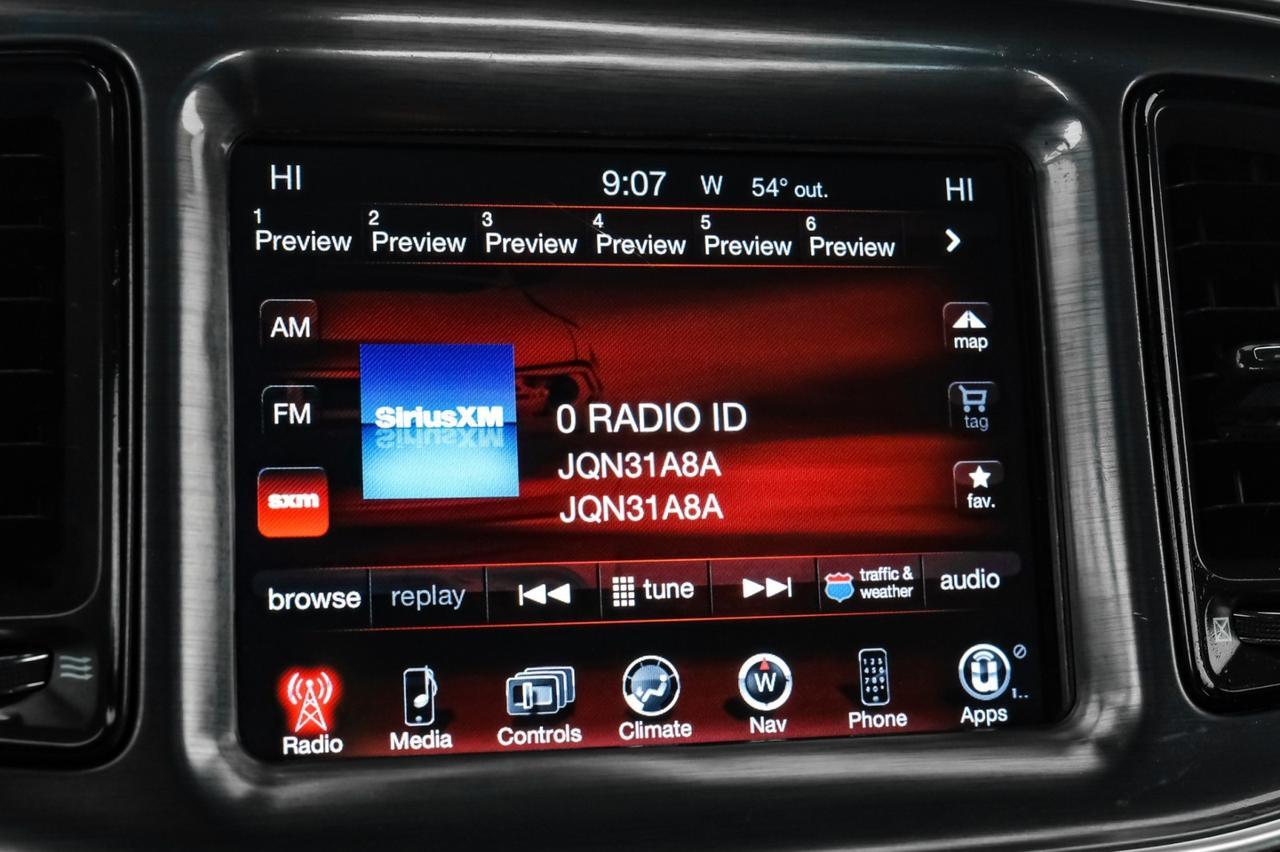 HI 9:07 W 54° out. HI
1 2 3 4 5 6
Preview Preview Preview Preview Preview Preview
AM
map
SiriusXM
FM
0 RADIO ID
tag
JQN31A8A
sxm
fav.
JQN31A8A
browse replay tune traffic & weather audio
W
Radio Media Controls Climate Nav Phone Apps